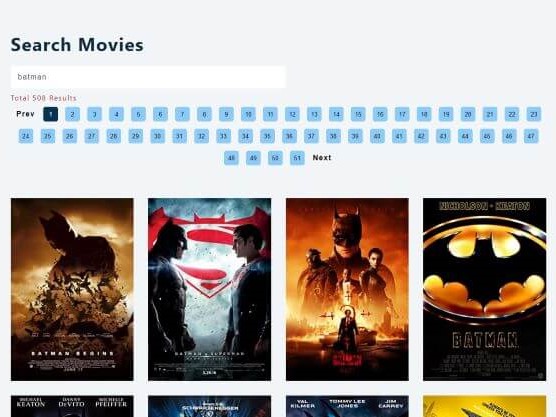 Search Movies
batman
Total 508 Results
Prev 1 2 3 4 5 6 7 8 9 10 11 12 13 14 15 16 17 18 19 20 21 22 23
24 25 26 27 28 29 30 31 32 33 34 35 36 37 38 39 40 41 42 43 44 45 46 47
48 49 50 51 Next
BATMAN BEGINS
NICHOLSON KEATON
BATMAN
MICHAEL KEATON DANNY DEVITO MICHELLE PFEIFFER
SCHWARZENEGGER
VAL KILMER TOMMY LEE JONES JIM CARREY